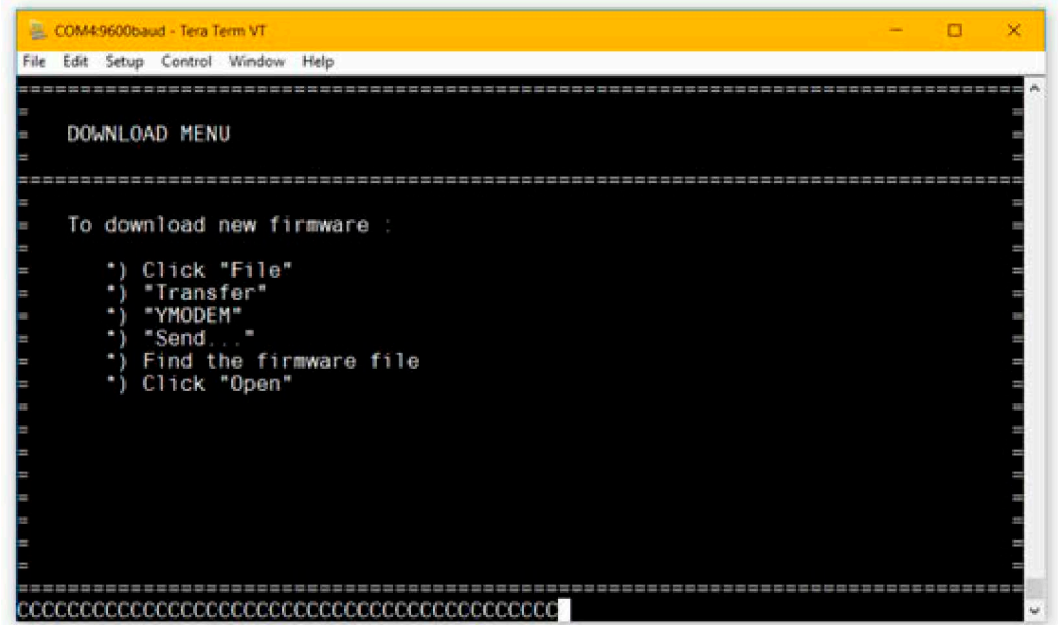 COM4:9600baud - Tera Term VT
File Edit Setup Control Window Help
==================================================================================
= =
= DOWNLOAD MENU =
= =
==================================================================================
= =
= To download new firmware : =
= =
= *) Click "File" =
= *) "Transfer" =
= *) "YMODEM" =
= *) "Send..." =
= *) Find the firmware file =
= *) Click "Open" =
= =
= =
= =
= =
= =
= =
= =
= =
==================================================================================
CCCCCCCCCCCCCCCCCCCCCCCCCCCCCCCCCCCCCCCCCCCC